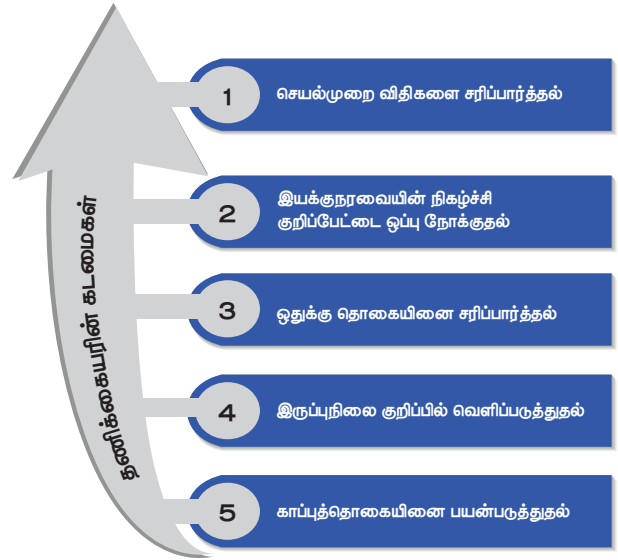 தணிக்கையரின் கடமைகள்
1
செயல்முறை விதிகளை சரிப்பார்த்தல்
2
இயக்குநரவையின் நிகழ்ச்சி
குறிப்பேட்டை ஒப்பு நோக்குதல்
3
ஒதுக்கு தொகையினை சரிப்பார்த்தல்
4
இருப்புநிலை குறிப்பில் வெளிப்படுத்துதல்
5
காப்புத்தொகையினை பயன்படுத்துதல்